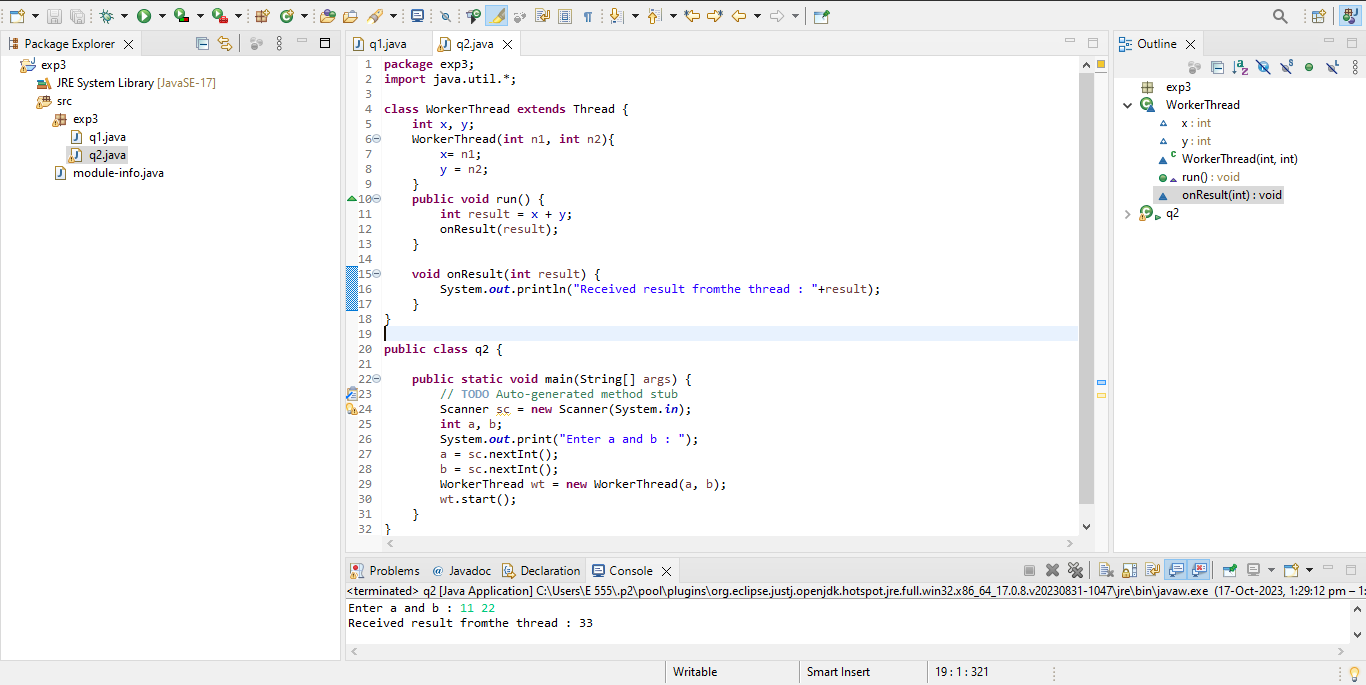 Package Explorer
exp3
JRE System Library [JavaSE-17]
src
exp3
q1.java
q2.java
module-info.java
q1.java
q2.java
1 package exp3;
2 import java.util.*;
3
4 class WorkerThread extends Thread {
5 int x, y;
6 WorkerThread(int n1, int n2){
7 x= n1;
8 y = n2;
9 }
10 public void run() {
11 int result = x + y;
12 onResult(result);
13 }
14
15 void onResult(int result) {
16 System.out.println("Received result fromthe thread : "+result);
17 }
18 }
19
20 public class q2 {
21
22 public static void main(String[] args) {
23 // TODO Auto-generated method stub
24 Scanner sc = new Scanner(System.in);
25 int a, b;
26 System.out.print("Enter a and b : ");
27 a = sc.nextInt();
28 b = sc.nextInt();
29 WorkerThread wt = new WorkerThread(a, b);
30 wt.start();
31 }
32 }
Outline
exp3
WorkerThread
x : int
y : int
WorkerThread(int, int)
run() : void
onResult(int) : void
q2
Problems
Javadoc
Declaration
Console
<terminated> q2 [Java Application] C:\Users\E 555\.p2\pool\plugins\org.eclipse.justj.openjdk.hotspot.jre.full.win32.x86_64_17.0.8.v20230831-1047\jre\bin\javaw.exe (17-Oct-2023, 1:29:12 pm – 1:
Enter a and b : 11 22
Received result fromthe thread : 33
Writable
Smart Insert
19 : 1 : 321